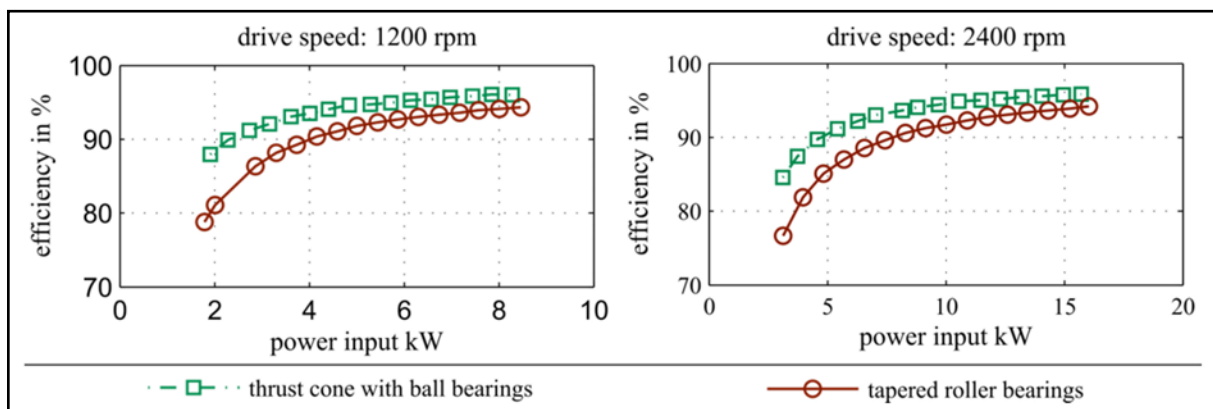 drive speed: 1200 rpm
efficiency in %
100
90
80
70
0
2
4
6
8
10
power input kW
drive speed: 2400 rpm
efficiency in %
100
90
80
70
0
5
10
15
20
power input kW
thrust cone with ball bearings
tapered roller bearings